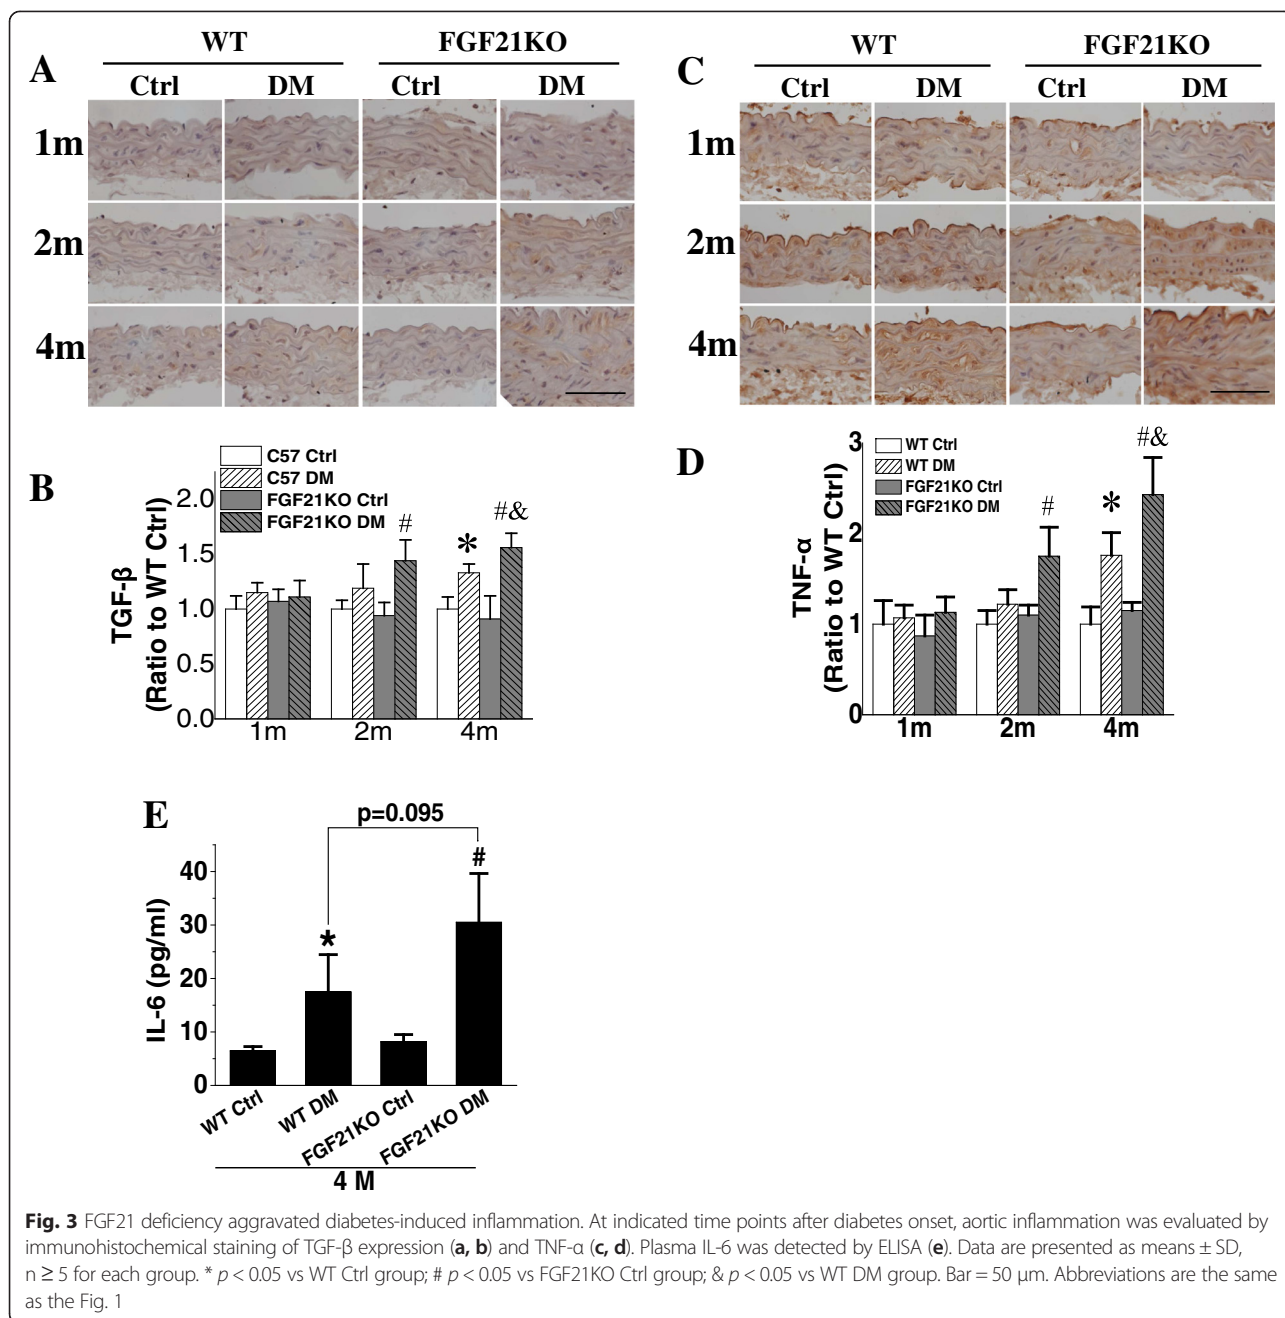 A
WT
FGF21KO
Ctrl
DM
Ctrl
DM
1m
2m
4m
C
WT
FGF21KO
Ctrl
DM
Ctrl
DM
1m
2m
4m
B
C57 Ctrl
C57 DM
FGF21KO Ctrl
FGF21KO DM
TGF-β
(Ratio to WT Ctrl)
2.0
1.5
1.0
0.5
0.0
#
*
#&
1m
2m
4m
D
WT Ctrl
WT DM
FGF21KO Ctrl
FGF21KO DM
TNF-α
(Ratio to WT Ctrl)
3
2
1
0
#
*
#&
1m
2m
4m
E
p=0.095
IL-6 (pg/ml)
40
30
20
10
0
*
#
WT Ctrl
WT DM
FGF21KO Ctrl
FGF21KO DM
4 M
Fig. 3 FGF21 deficiency aggravated diabetes-induced inflammation. At indicated time points after diabetes onset, aortic inflammation was evaluated by
immunohistochemical staining of TGF-β expression (a, b) and TNF-α (c, d). Plasma IL-6 was detected by ELISA (e). Data are presented as means ± SD,
n ≥ 5 for each group. * p < 0.05 vs WT Ctrl group; # p < 0.05 vs FGF21KO Ctrl group; & p < 0.05 vs WT DM group. Bar = 50 μm. Abbreviations are the same
as the Fig. 1